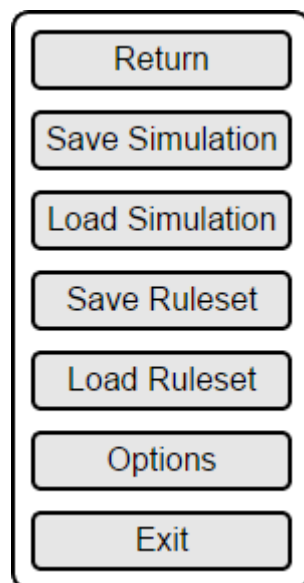 Return
Save Simulation
Load Simulation
Save Ruleset
Load Ruleset
Options
Exit